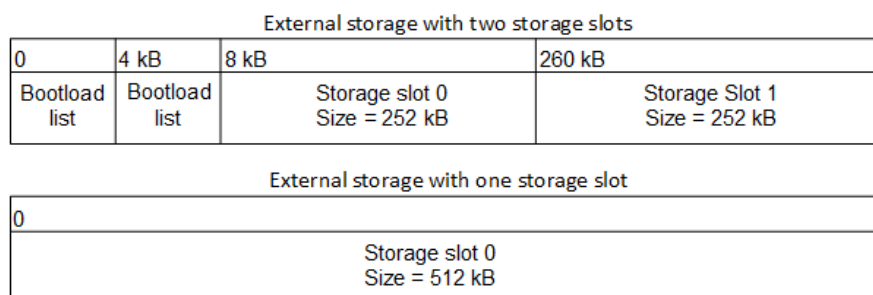 External storage with two storage slots
0 4 kB 8 kB 260 kB
Bootload Bootload Storage slot 0 Storage Slot 1
list list Size = 252 kB Size = 252 kB
External storage with one storage slot
0
Storage slot 0
Size = 512 kB